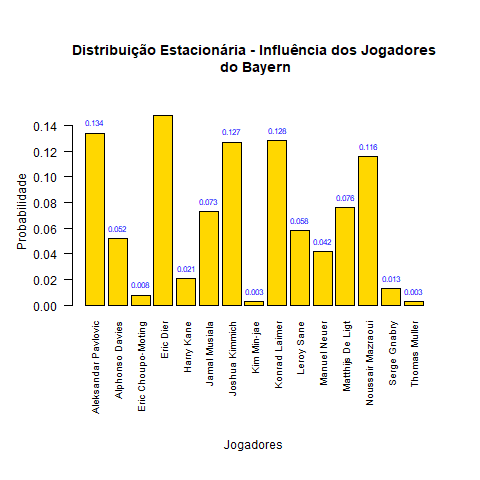 Distribuição Estacionária - Influência dos Jogadores
do Bayern
Probabilidade
0.14
0.12
0.10
0.08
0.06
0.04
0.02
0.00
0.134
0.052
0.008
0.021
0.073
0.127
0.003
0.128
0.058
0.042
0.076
0.116
0.013
0.003
Aleksandar Pavlovic
Alphonso Davies
Eric Choupo-Moting
Eric Dier
Harry Kane
Jamal Musiala
Joshua Kimmich
Kim Min-jae
Konrad Laimer
Leroy Sane
Manuel Neuer
Matthijs De Ligt
Noussair Mazraoui
Serge Gnabry
Thomas Muller
Jogadores